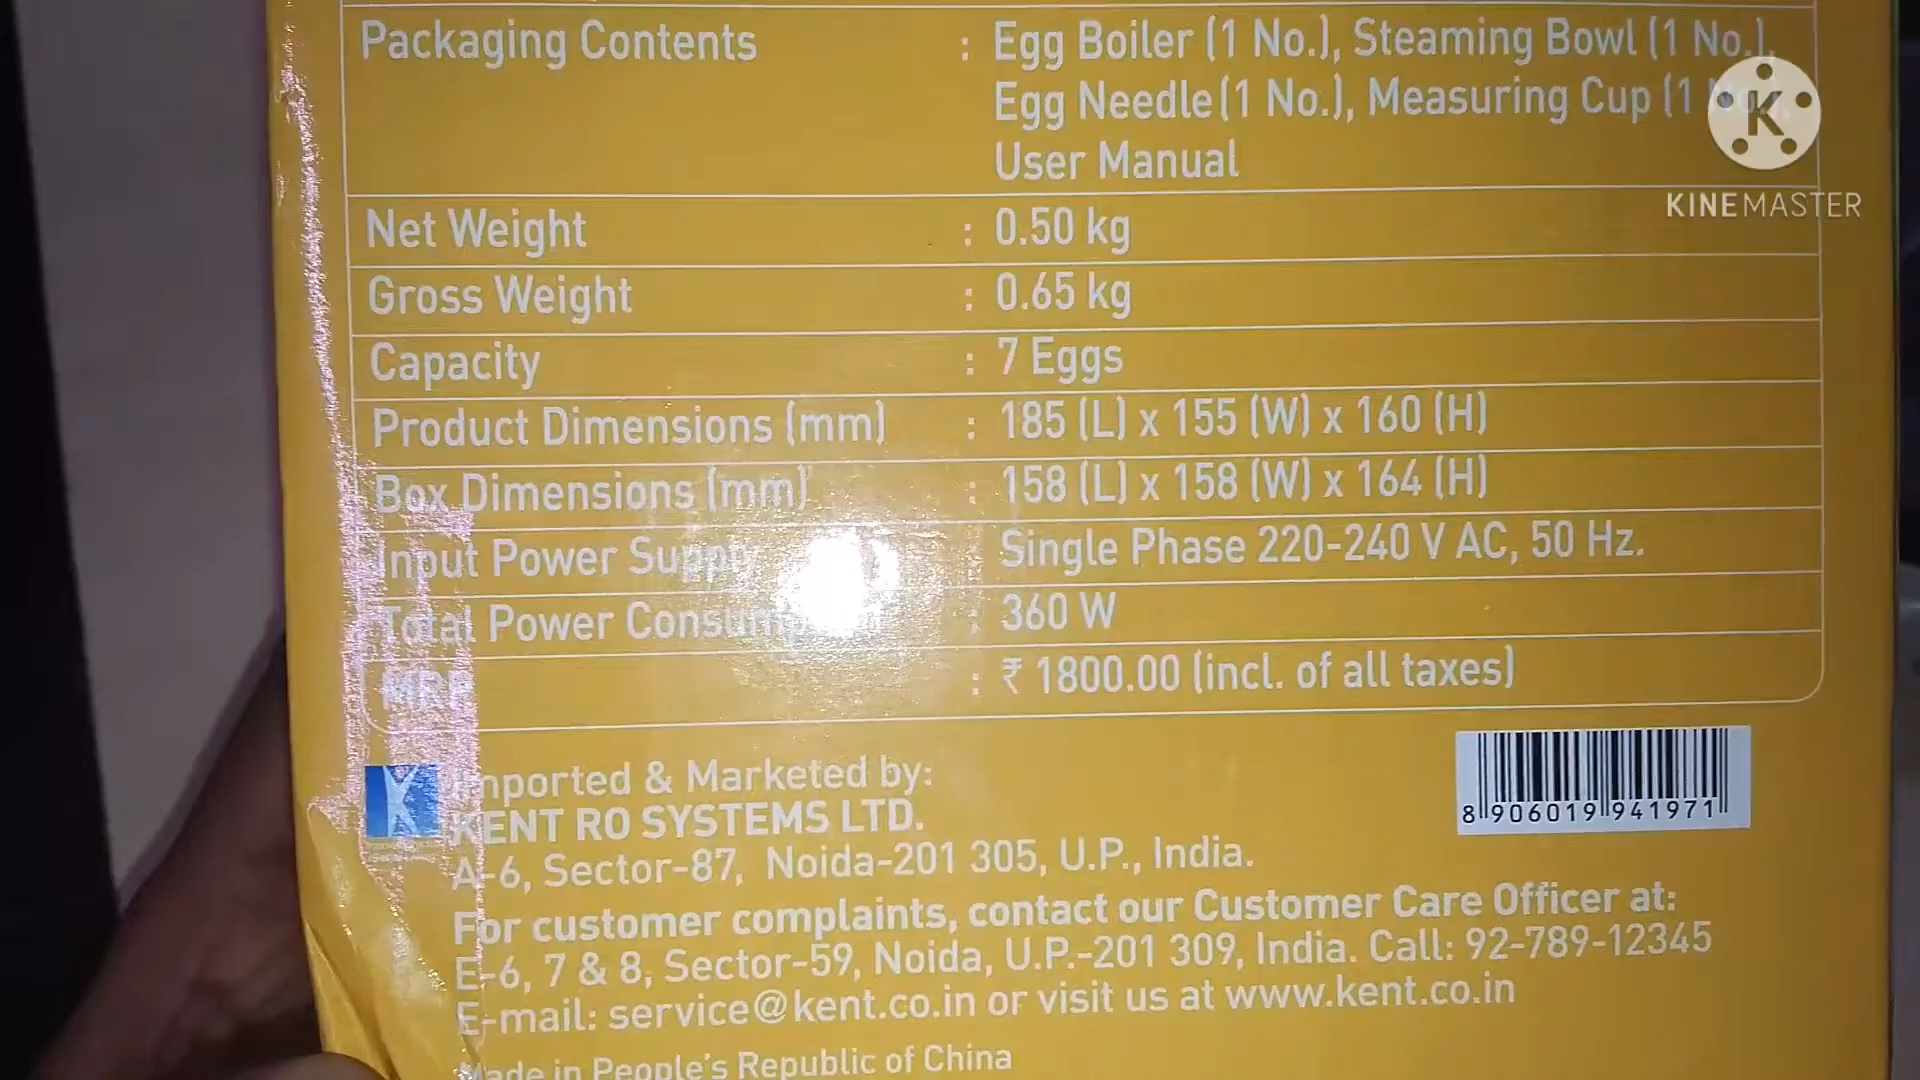 Packaging Contents : Egg Boiler (1 No.), Steaming Bowl (1 No.),
Egg Needle (1 No.), Measuring Cup (1
User Manual
Net Weight : 0.50 kg
Gross Weight : 0.65 kg
Capacity : 7 Eggs
Product Dimensions (mm) : 185 (L) x 155 (W) x 160 (H)
Box Dimensions (mm) : 158 (L) x 158 (W) x 164 (H)
Input Power Supply Single Phase 220-240 V AC, 50 Hz.
Total Power : 360 W
MRP : ₹ 1800.00 (incl. of all taxes)
Imported & Marketed by:
KENT RO SYSTEMS LTD.
A-6, Sector-87, Noida-201 305, U.P., India.
For customer complaints, contact our Customer Care Officer at:
E-6, 7 & 8, Sector-59, Noida, U.P.-201 309, India. Call: 92-789-12345
E-mail: service@kent.co.in or visit us at www.kent.co.in
Made in People's Republic of China
8 906019 941971
K
KINEMASTER